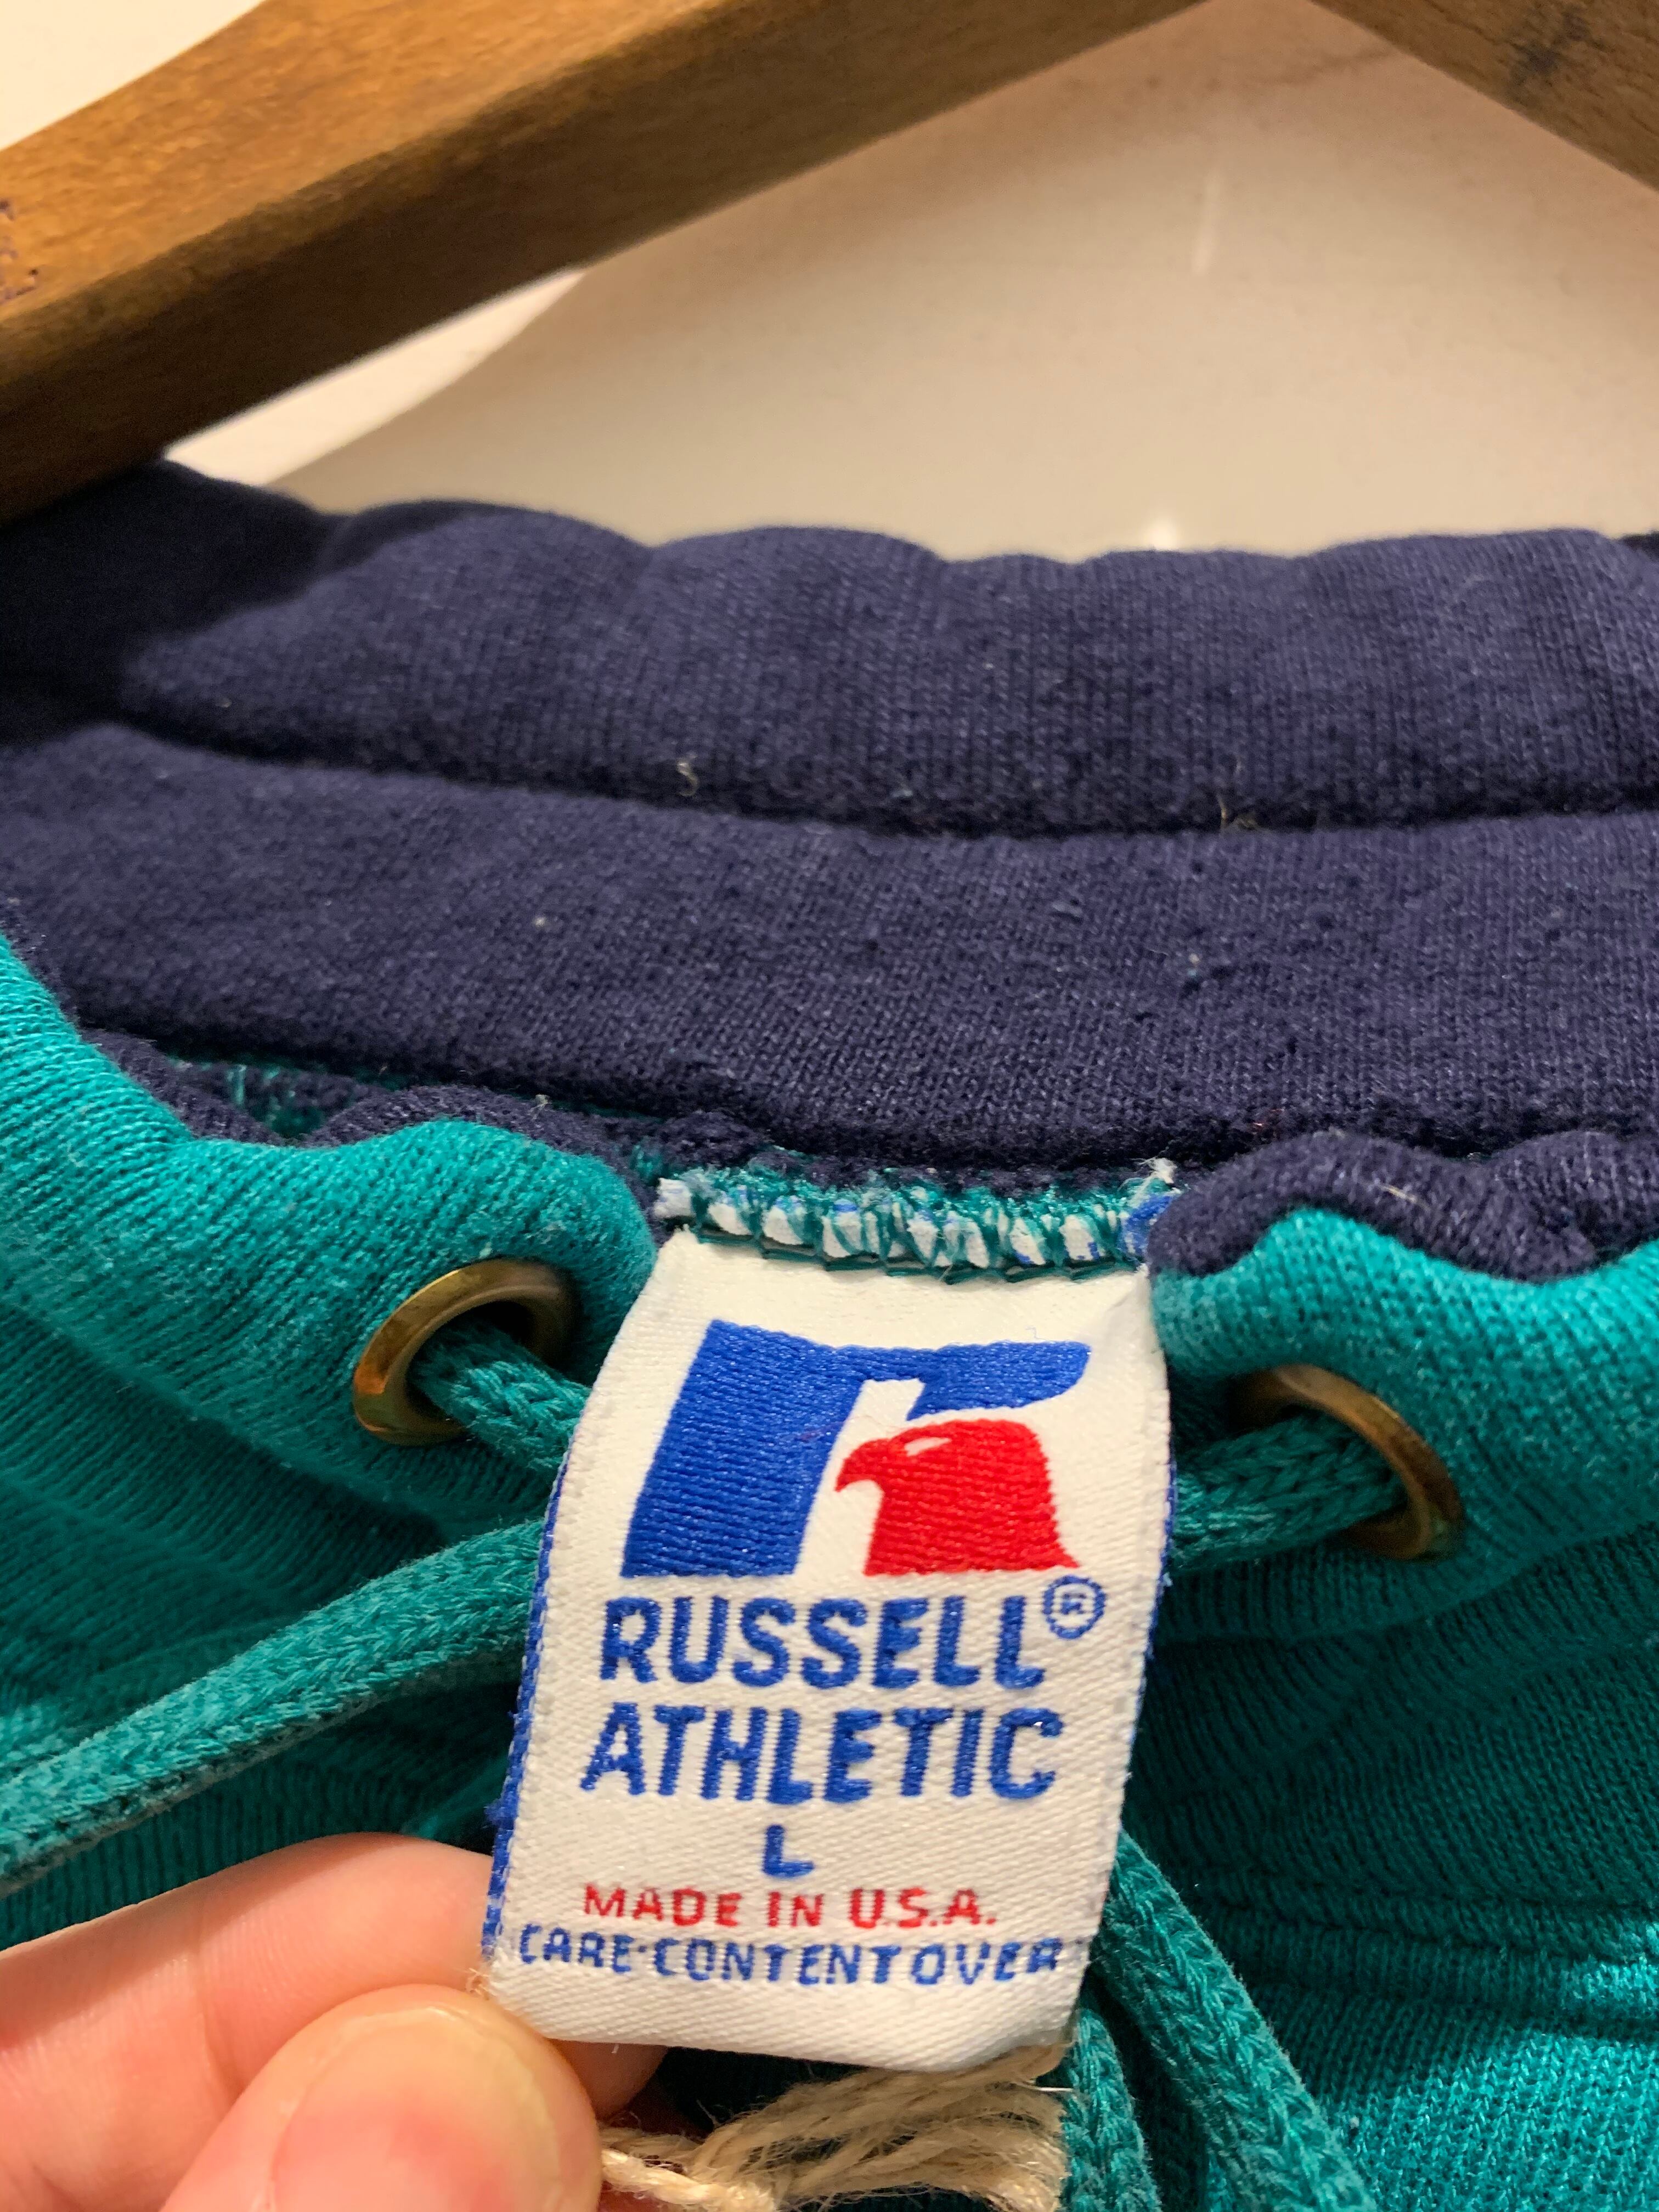 RUSSELL®
ATHLETIC
L
MADE IN U.S.A.
CARE·CONTENT OVER